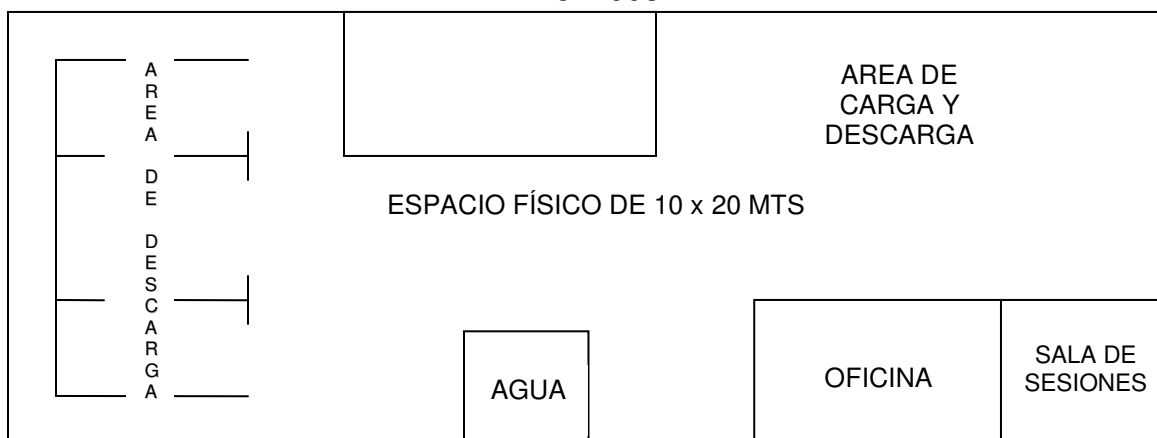 AREA DE DESCARGA
AREA DE
CARGA Y
DESCARGA
ESPACIO FÍSICO DE 10 x 20 MTS
AGUA
OFICINA
SALA DE
SESIONES